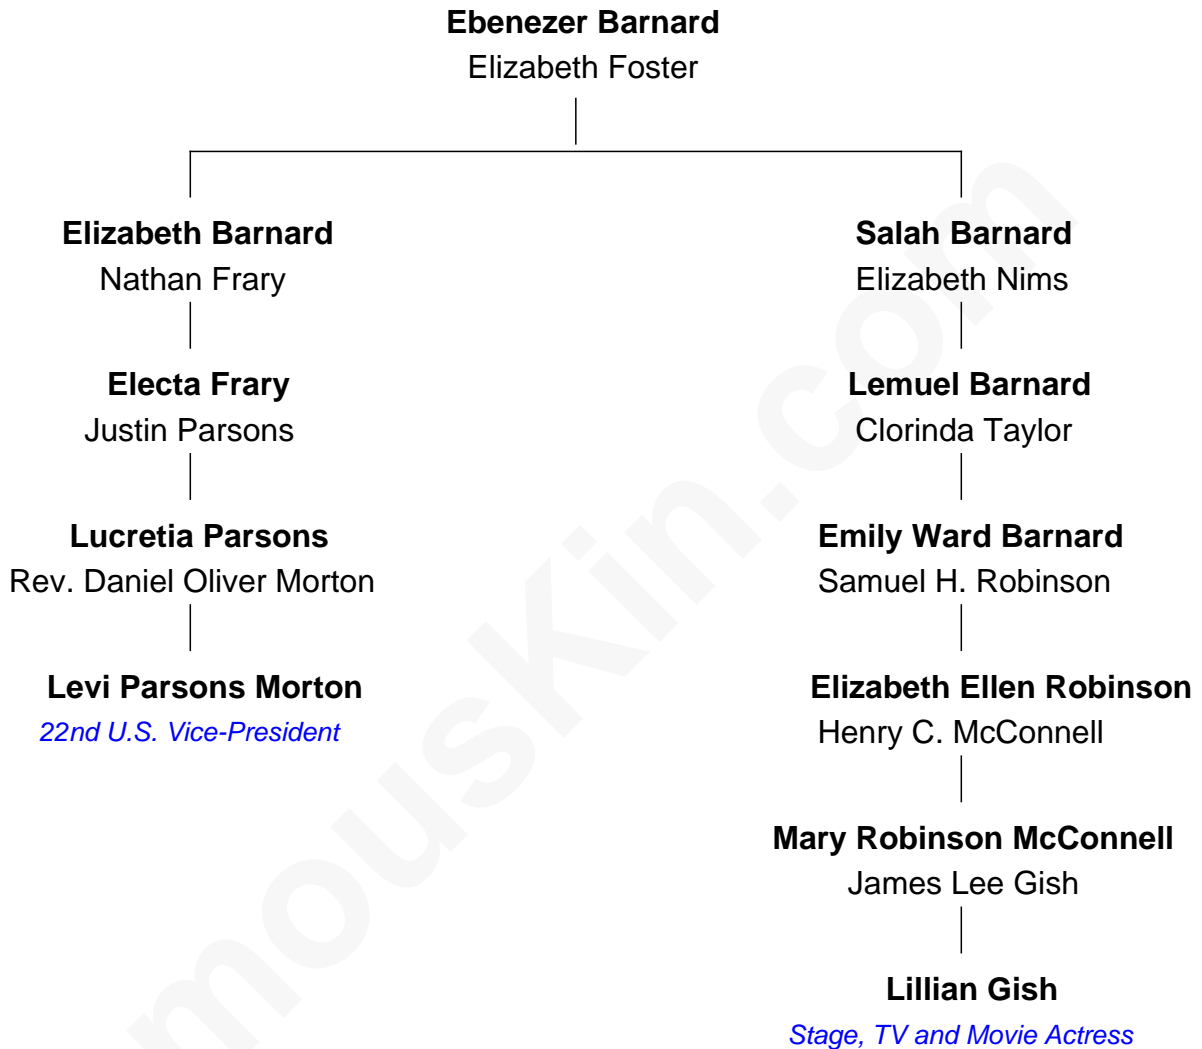 Ebenezer Barnard
Elizabeth Foster
Elizabeth Barnard
Nathan Frary
Electa Frary
Justin Parsons
Lucretia Parsons
Rev. Daniel Oliver Morton
Levi Parsons Morton
22nd U.S. Vice-President
Salah Barnard
Elizabeth Nims
Lemuel Barnard
Clorinda Taylor
Emily Ward Barnard
Samuel H. Robinson
Elizabeth Ellen Robinson
Henry C. McConnell
Mary Robinson McConnell
James Lee Gish
Lillian Gish
Stage, TV and Movie Actress
mousKin.com